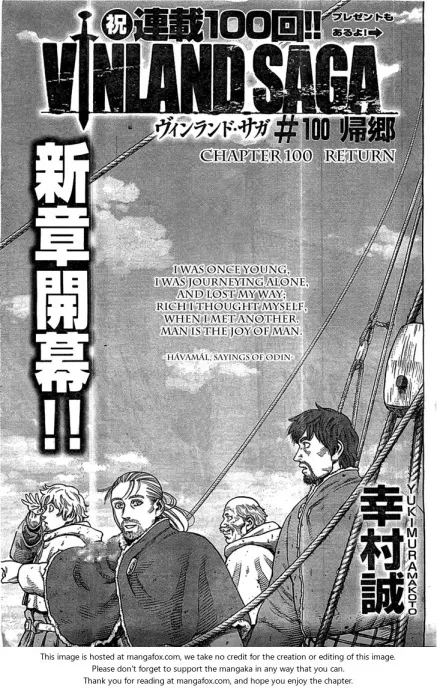 祝 連載100回!!
プレゼントも
あるよ!→
VINLAND SAGA
ヴィンランド・サガ #100 帰郷
CHAPTER 100 RETURN
新章開幕!!
I WAS ONCE YOUNG,
I WAS JOURNEYING ALONE,
AND LOST MY WAY;
RICH I THOUGHT MYSELF,
WHEN I MET ANOTHER
MAN IS THE JOY OF MAN.
-HÁVAMÁL, SAYINGS OF ODIN-
幸村誠
YUKIMURA MAKOTO
This image is hosted at mangafox.com, we take no credit for the creation or editing of this image.
Please don't forget to support the mangaka in any way that you can.
Thank you for reading at mangafox.com, and hope you enjoy the chapter.